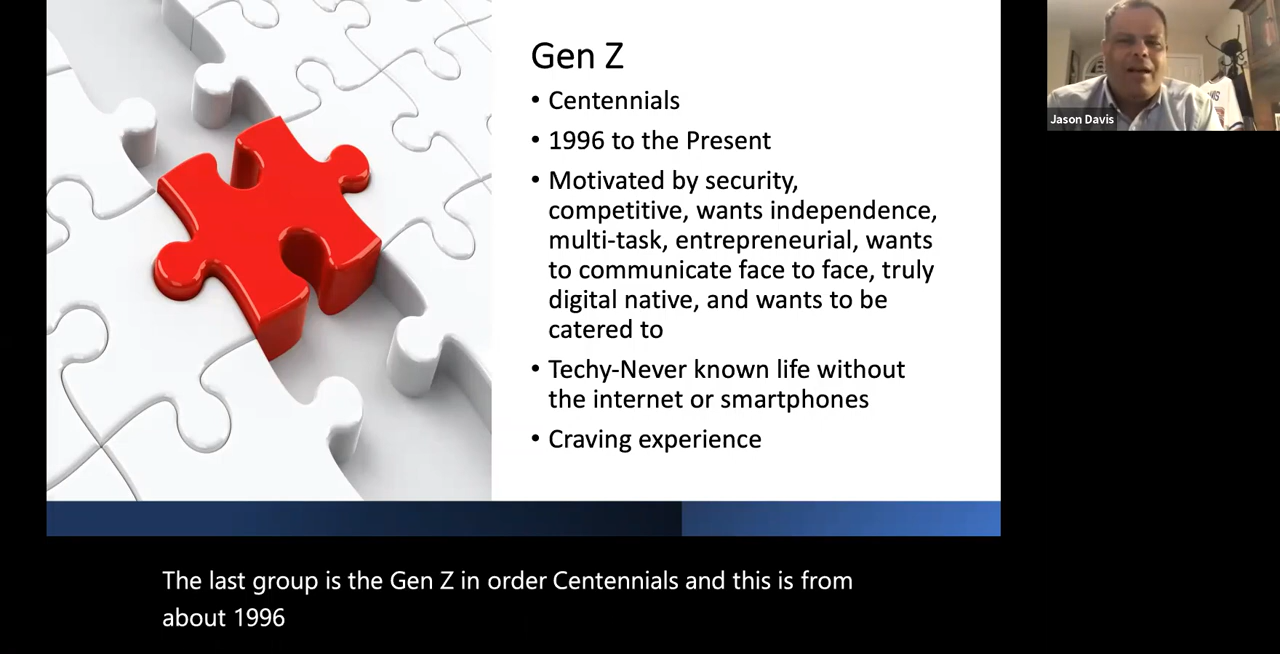 Gen Z
• Centennials
• 1996 to the Present
• Motivated by security,
competitive, wants independence,
multi-task, entrepreneurial, wants
to communicate face to face, truly
digital native, and wants to be
catered to
• Techy-Never known life without
the internet or smartphones
• Craving experience
Jason Davis
The last group is the Gen Z in order Centennials and this is from
about 1996